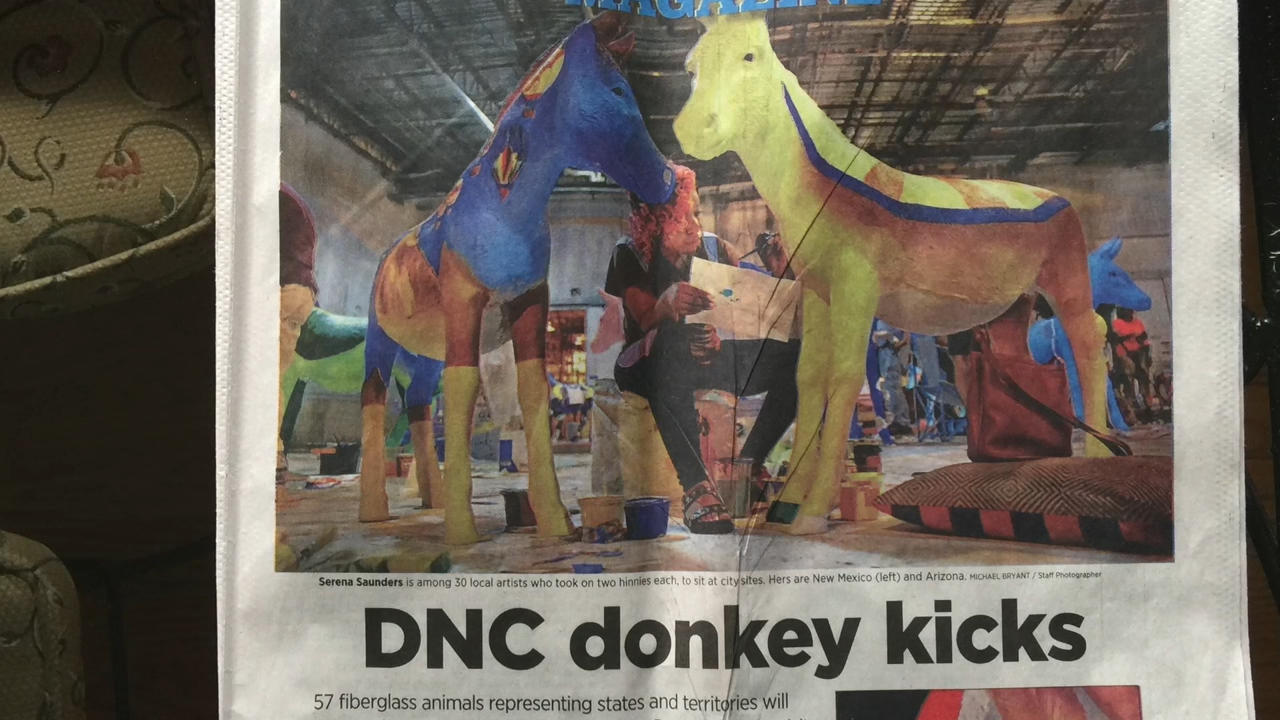 MAGAZINE
Serena Saunders is among 30 local artists who took on two hinnies each, to sit at city sites. Hers are New Mexico (left) and Arizona. MICHAEL BRYANT / Staff Photographer
DNC donkey kicks
57 fiberglass animals representing states and territories will